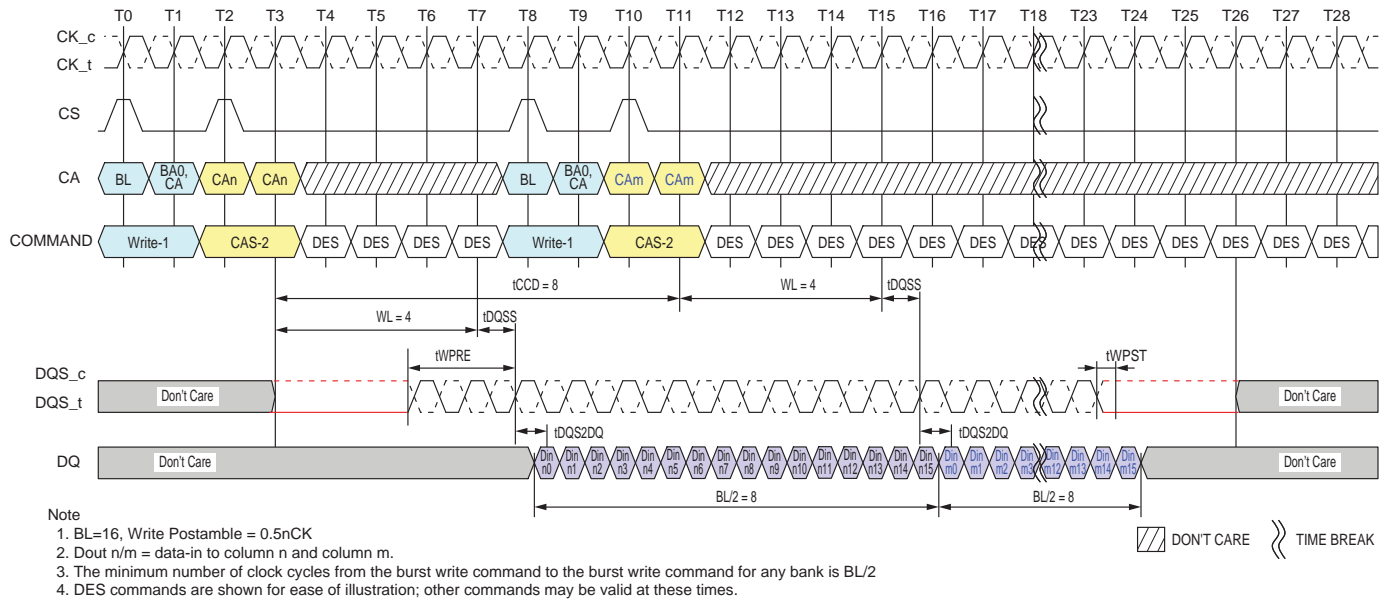 T0 T1 T2 T3 T4 T5 T6 T7 T8 T9 T10 T11 T12 T13 T14 T15 T16 T17 T18 T23 T24 T25 T26 T27 T28
CK_c
CK_t
CS
CA BL BA0, CA CAn CAn BL BA0, CA CAm CAm
COMMAND Write-1 CAS-2 DES DES DES DES Write-1 CAS-2 DES DES DES DES DES DES DES DES DES DES DES DES DES
tCCD = 8 WL = 4 tDQSS
WL = 4 tDQSS
tWPRE tWPST
DQS_c
DQS_t Don't Care Don't Care
tDQS2DQ tDQS2DQ
DQ Don't Care Din n0 Din n1 Din n2 Din n3 Din n4 Din n5 Din n6 Din n7 Din n8 Din n9 Din n10 Din n11 Din n12 Din n13 Din n14 Din n15 Din m0 Din m1 Din m2 Din m3 Din m12 Din m13 Din m14 Din m15 Don't Care
BL/2 = 8 BL/2 = 8
Note
1. BL=16, Write Postamble = 0.5nCK
2. Dout n/m = data-in to column n and column m.
3. The minimum number of clock cycles from the burst write command to the burst write command for any bank is BL/2
4. DES commands are shown for ease of illustration; other commands may be valid at these times.
DON'T CARE TIME BREAK